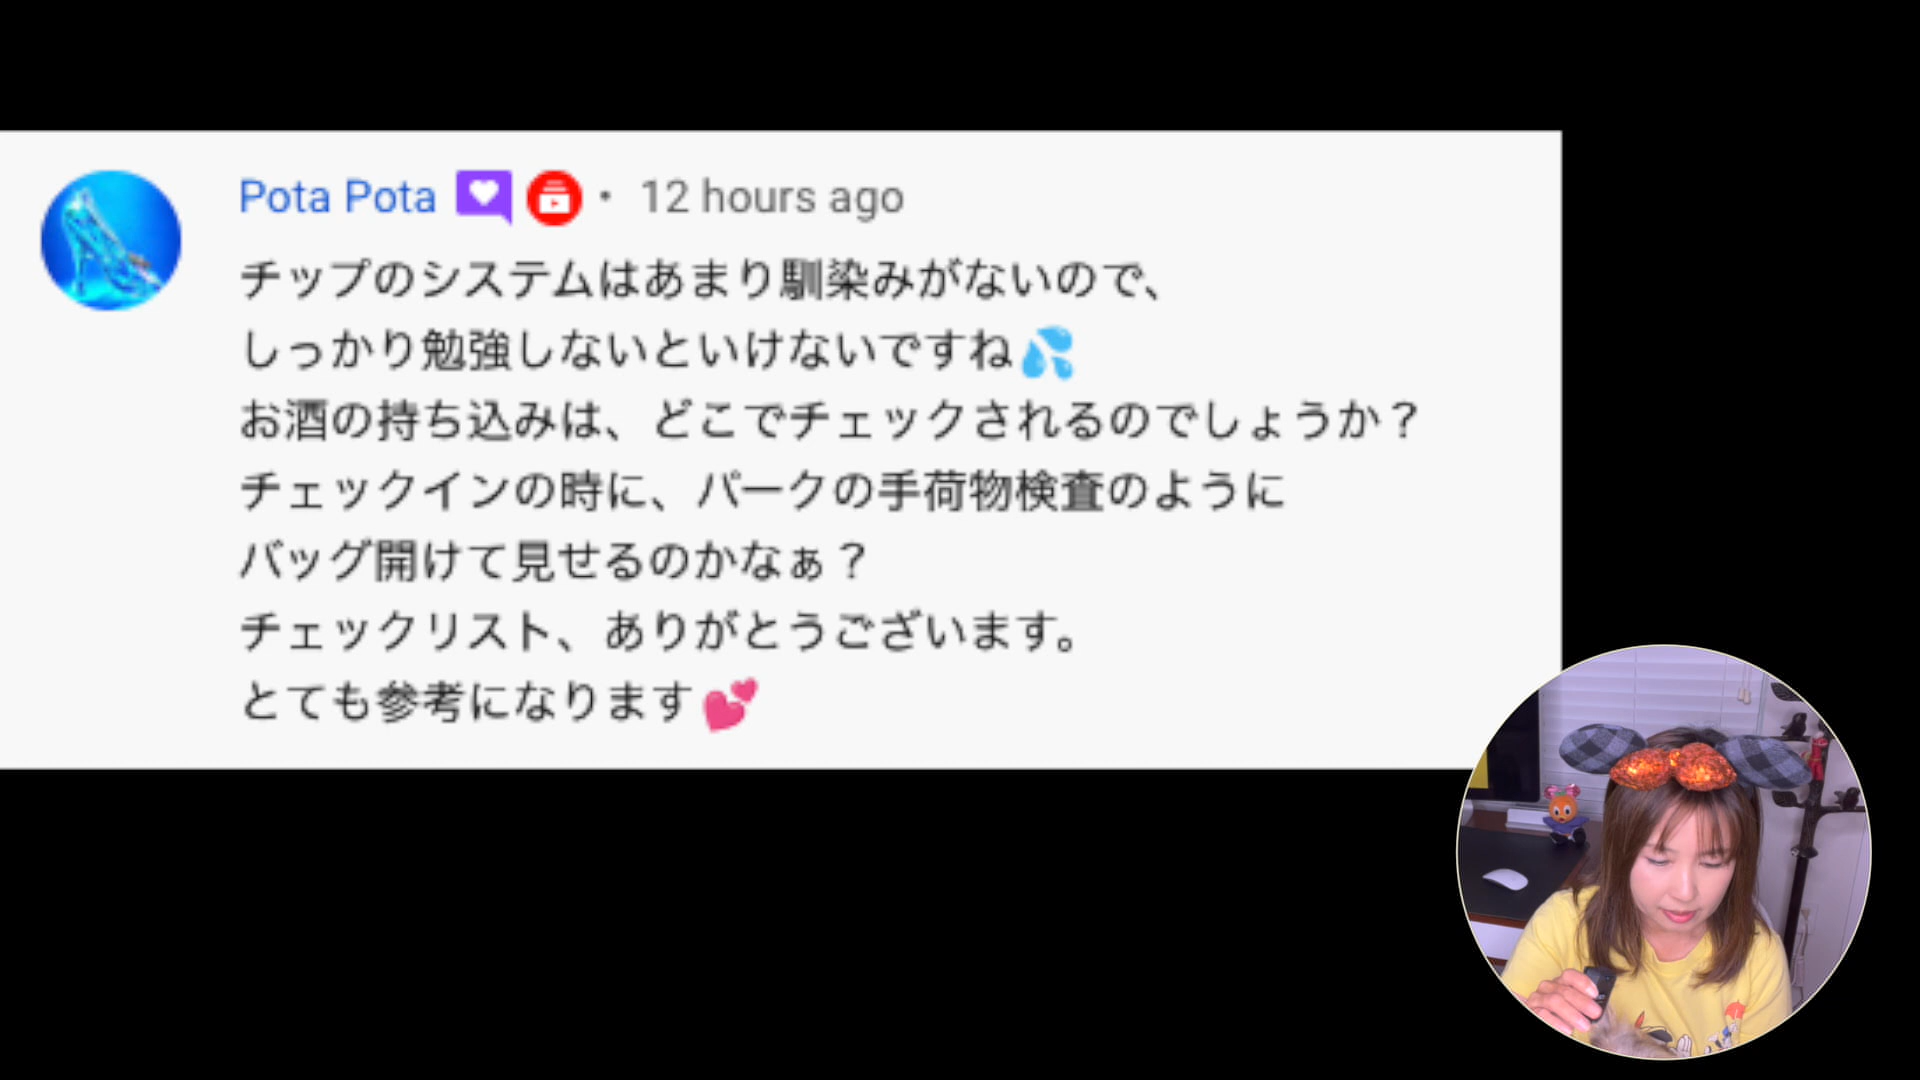 Pota Pota • 12 hours ago
チップのシステムはあまり馴染みがないので、
しっかり勉強しないといけないですね💦
お酒の持ち込みは、どこでチェックされるのでしょうか？
チェックインの時に、パークの手荷物検査のように
バッグ開けて見せるのかなぁ？
チェックリスト、ありがとうございます。
とても参考になります💕